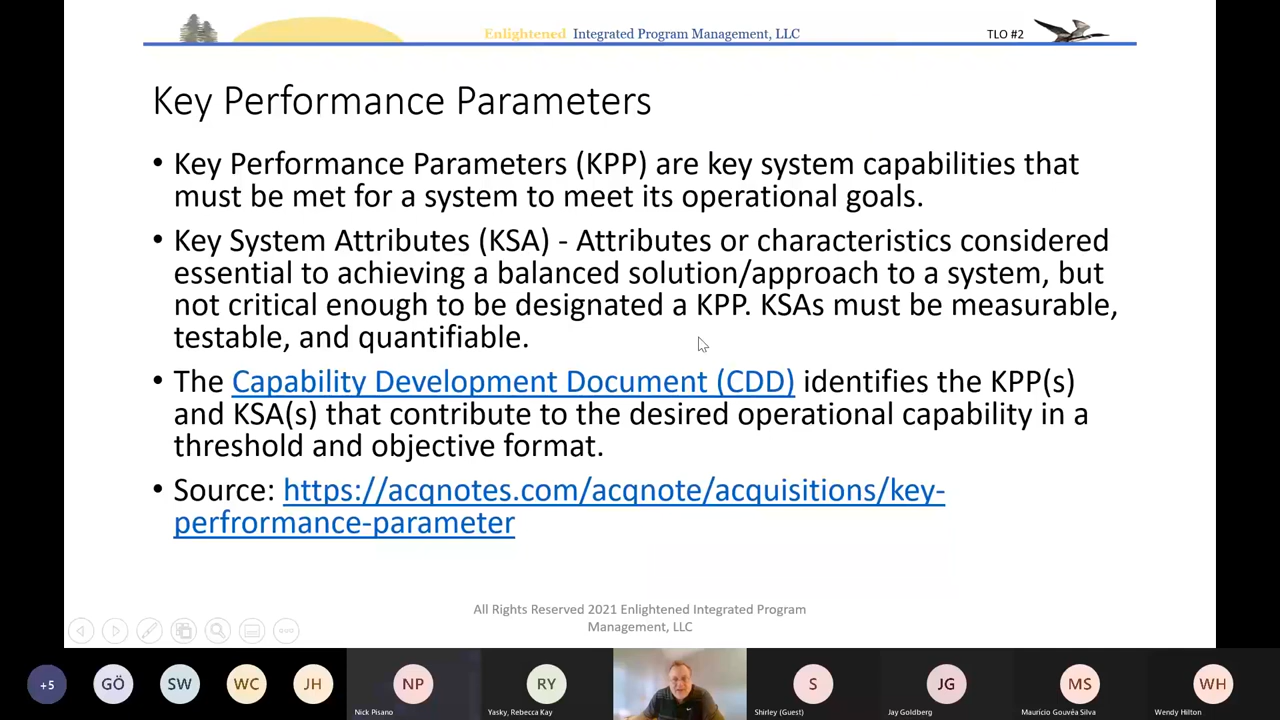 Enlightened Integrated Program Management, LLC
TLO #2
Key Performance Parameters
• Key Performance Parameters (KPP) are key system capabilities that
must be met for a system to meet its operational goals.
• Key System Attributes (KSA) - Attributes or characteristics considered
essential to achieving a balanced solution/approach to a system, but
not critical enough to be designated a KPP. KSAs must be measurable,
testable, and quantifiable.
• The Capability Development Document (CDD) identifies the KPP(s)
and KSA(s) that contribute to the desired operational capability in a
threshold and objective format.
• Source: https://acqnotes.com/acqnote/acquisitions/key-
perfrormance-parameter
All Rights Reserved 2021 Enlightened Integrated Program
Management, LLC
+5
GÖ
SW
WC
JH
NP
Nick Pisano
RY
Yasky, Rebecca Kay
S
Shirley (Guest)
JG
Jay Goldberg
MS
Maurício Gouvêa Silva
WH
Wendy Hilton